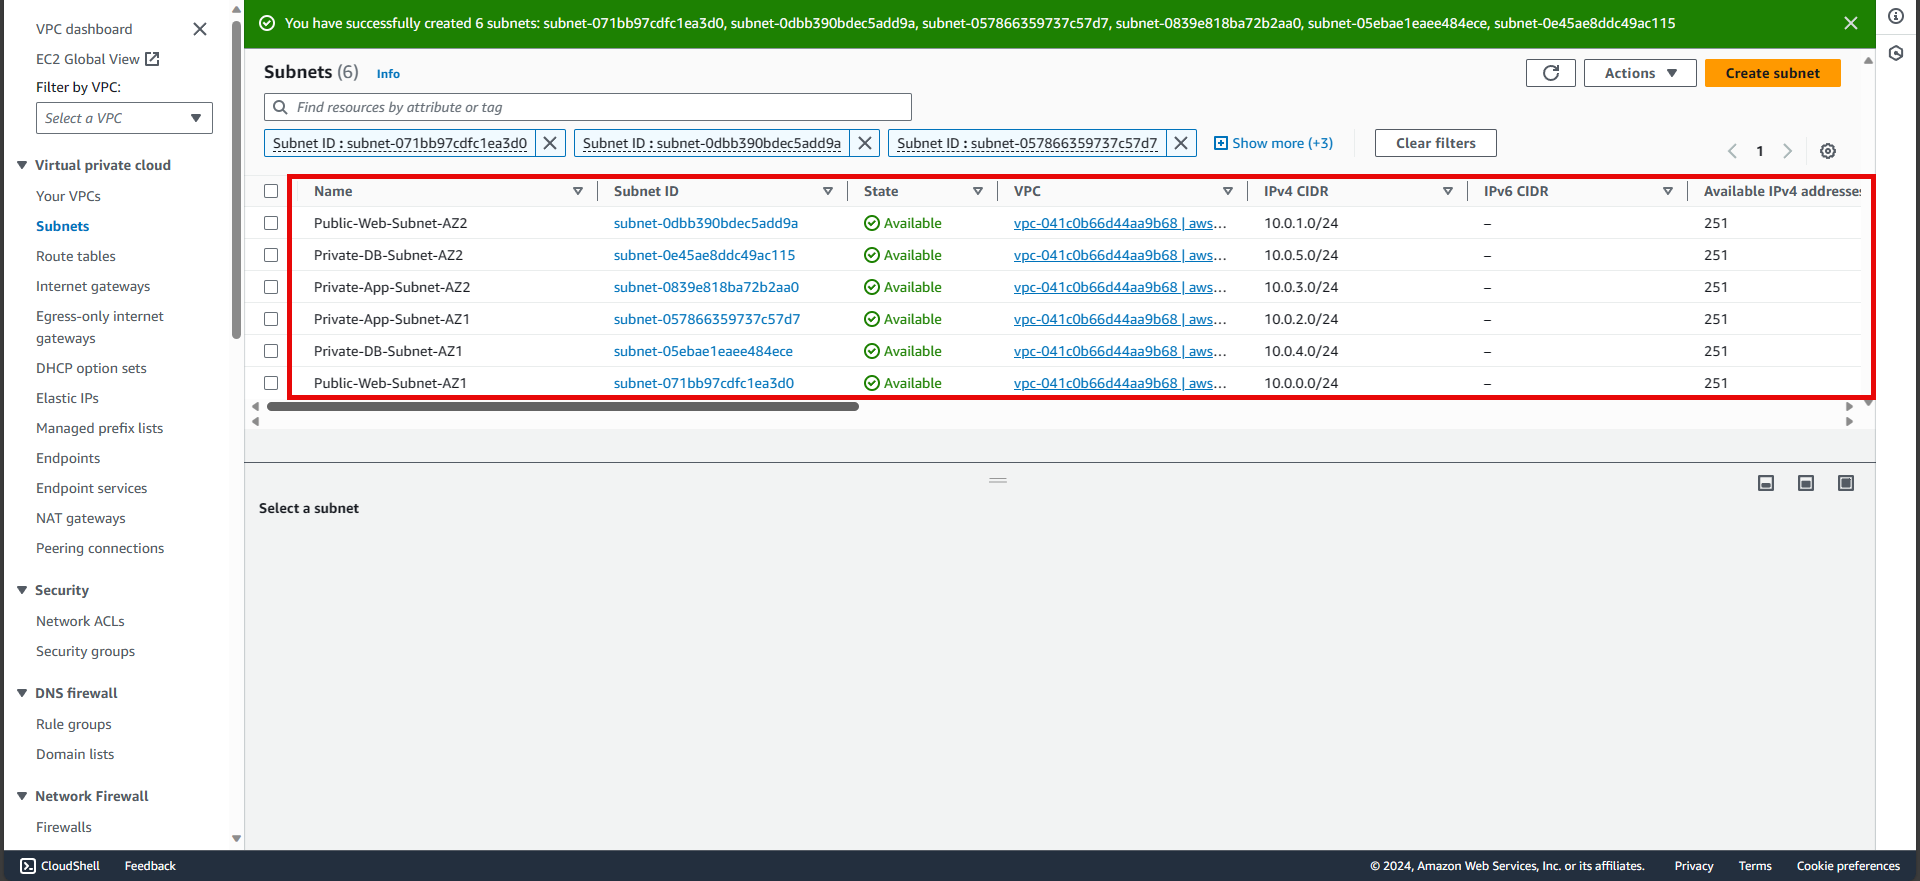 You have successfully created 6 subnets: subnet-071bb97cdfc1ea3d0, subnet-0dbb390bdec5add9a, subnet-057866359737c57d7, subnet-0839e818ba72b2aa0, subnet-05ebae1eaee484ece, subnet-0e45ae8ddc49ac115
VPC dashboard
EC2 Global View
Filter by VPC:
Select a VPC
Virtual private cloud
Your VPCs
Subnets
Route tables
Internet gateways
Egress-only internet
gateways
DHCP option sets
Elastic IPs
Managed prefix lists
Endpoints
Endpoint services
NAT gateways
Peering connections
Security
Network ACLs
Security groups
DNS firewall
Rule groups
Domain lists
Network Firewall
Firewalls
Subnets (6) Info
Actions Create subnet
Find resources by attribute or tag
Subnet ID : subnet-071bb97cdfc1ea3d0 Subnet ID : subnet-0dbb390bdec5add9a Subnet ID : subnet-057866359737c57d7 Show more (+3) Clear filters
1
Name Subnet ID State VPC IPv4 CIDR IPv6 CIDR Available IPv4 addresses
Public-Web-Subnet-AZ2 subnet-0dbb390bdec5add9a Available vpc-041c0b66d44aa9b68 | aws... 10.0.1.0/24 – 251
Private-DB-Subnet-AZ2 subnet-0e45ae8ddc49ac115 Available vpc-041c0b66d44aa9b68 | aws... 10.0.5.0/24 – 251
Private-App-Subnet-AZ2 subnet-0839e818ba72b2aa0 Available vpc-041c0b66d44aa9b68 | aws... 10.0.3.0/24 – 251
Private-App-Subnet-AZ1 subnet-057866359737c57d7 Available vpc-041c0b66d44aa9b68 | aws... 10.0.2.0/24 – 251
Private-DB-Subnet-AZ1 subnet-05ebae1eaee484ece Available vpc-041c0b66d44aa9b68 | aws... 10.0.4.0/24 – 251
Public-Web-Subnet-AZ1 subnet-071bb97cdfc1ea3d0 Available vpc-041c0b66d44aa9b68 | aws... 10.0.0.0/24 – 251
Select a subnet
CloudShell Feedback © 2024, Amazon Web Services, Inc. or its affiliates. Privacy Terms Cookie preferences